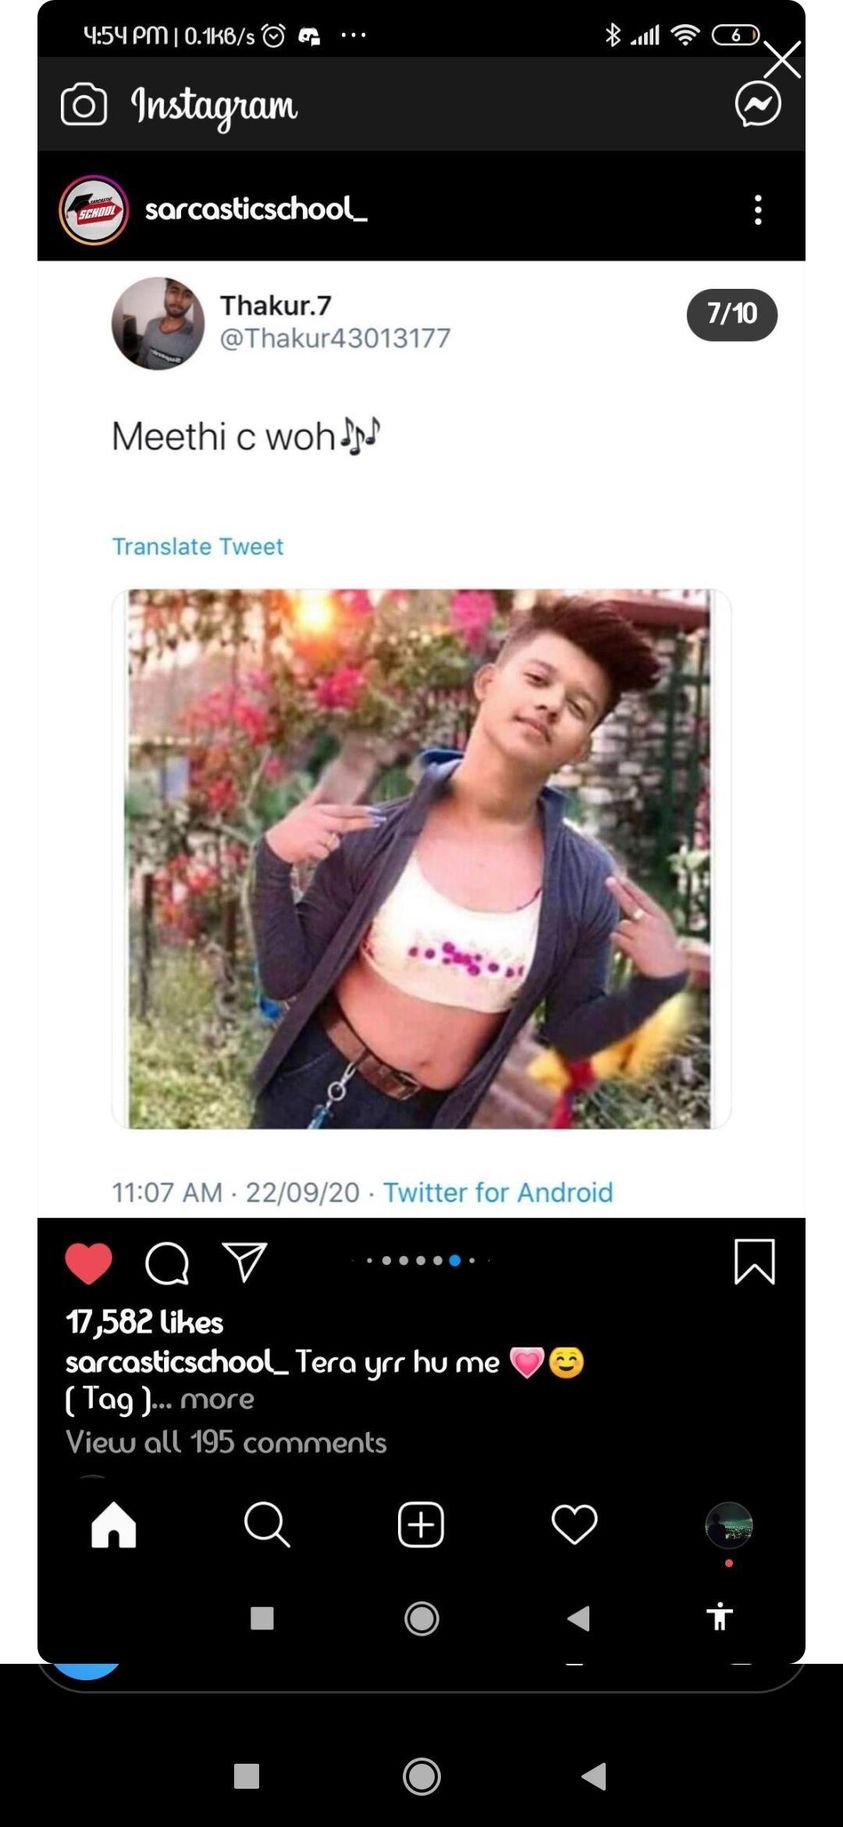 4:54 PM | 0.1KB/s ...
6
Instagram
SCHOOL
sarcasticschool_
Thakur.7
@Thakur43013177
7/10
Meethi c woh🎶
Translate Tweet
11:07 AM · 22/09/20 · Twitter for Android
17,582 likes
sarcasticschool_ Tera yrr hu me 💗☺️
( Tag )... more
View all 195 comments